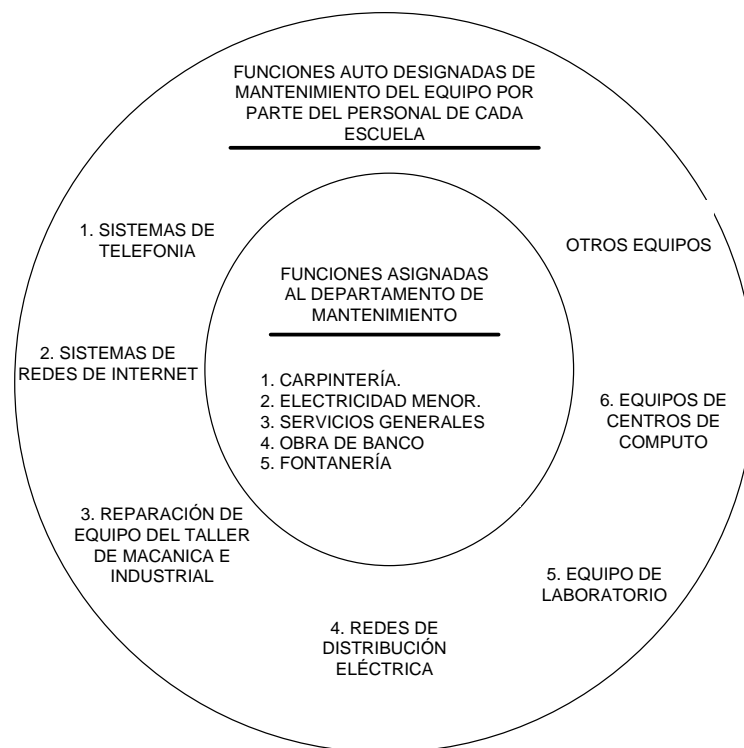 FUNCIONES AUTO DESIGNADAS DE
MANTENIMIENTO DEL EQUIPO POR
PARTE DEL PERSONAL DE CADA
ESCUELA
1. SISTEMAS DE
TELEFONIA
OTROS EQUIPOS
FUNCIONES ASIGNADAS
AL DEPARTAMENTO DE
MANTENIMIENTO
2. SISTEMAS DE
REDES DE INTERNET
1. CARPINTERÍA.
2. ELECTRICIDAD MENOR.
3. SERVICIOS GENERALES
4. OBRA DE BANCO
5. FONTANERÍA
6. EQUIPOS DE
CENTROS DE
COMPUTO
3. REPARACIÓN DE
EQUIPO DEL TALLER
DE MACANICA E
INDUSTRIAL
5. EQUIPO DE
LABORATORIO
4. REDES DE
DISTRIBUCIÓN
ELÉCTRICA